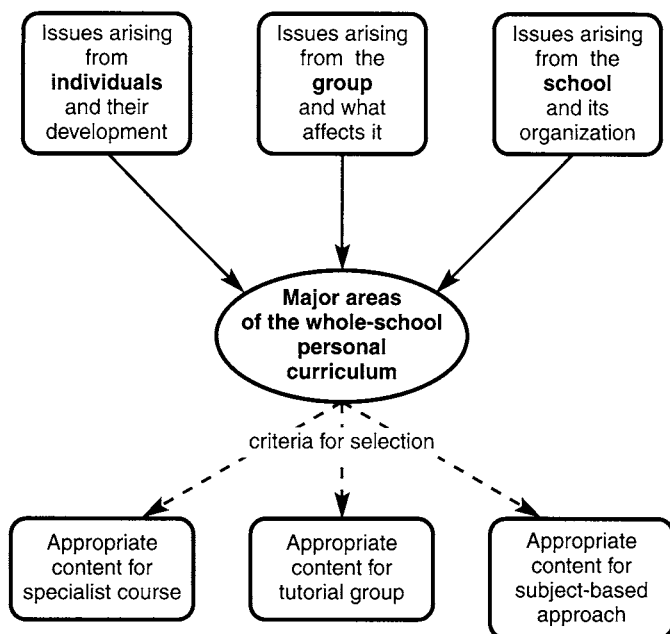 Issues arising
from
individuals
and their
development
Issues arising
from the
group
and what
affects it
Issues arising
from the
school
and its
organization
Major areas
of the whole-school
personal
curriculum
criteria for selection
Appropriate
content for
specialist course
Appropriate
content for
tutorial group
Appropriate
content for
subject-based
approach